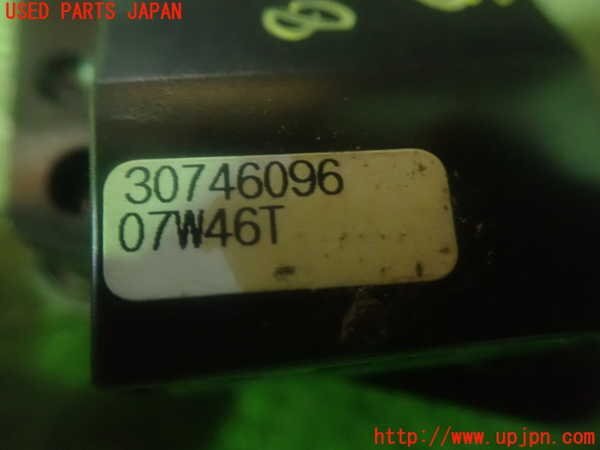 USED PARTS JAPAN
30746096
07W46T
http://www.upjpn.com